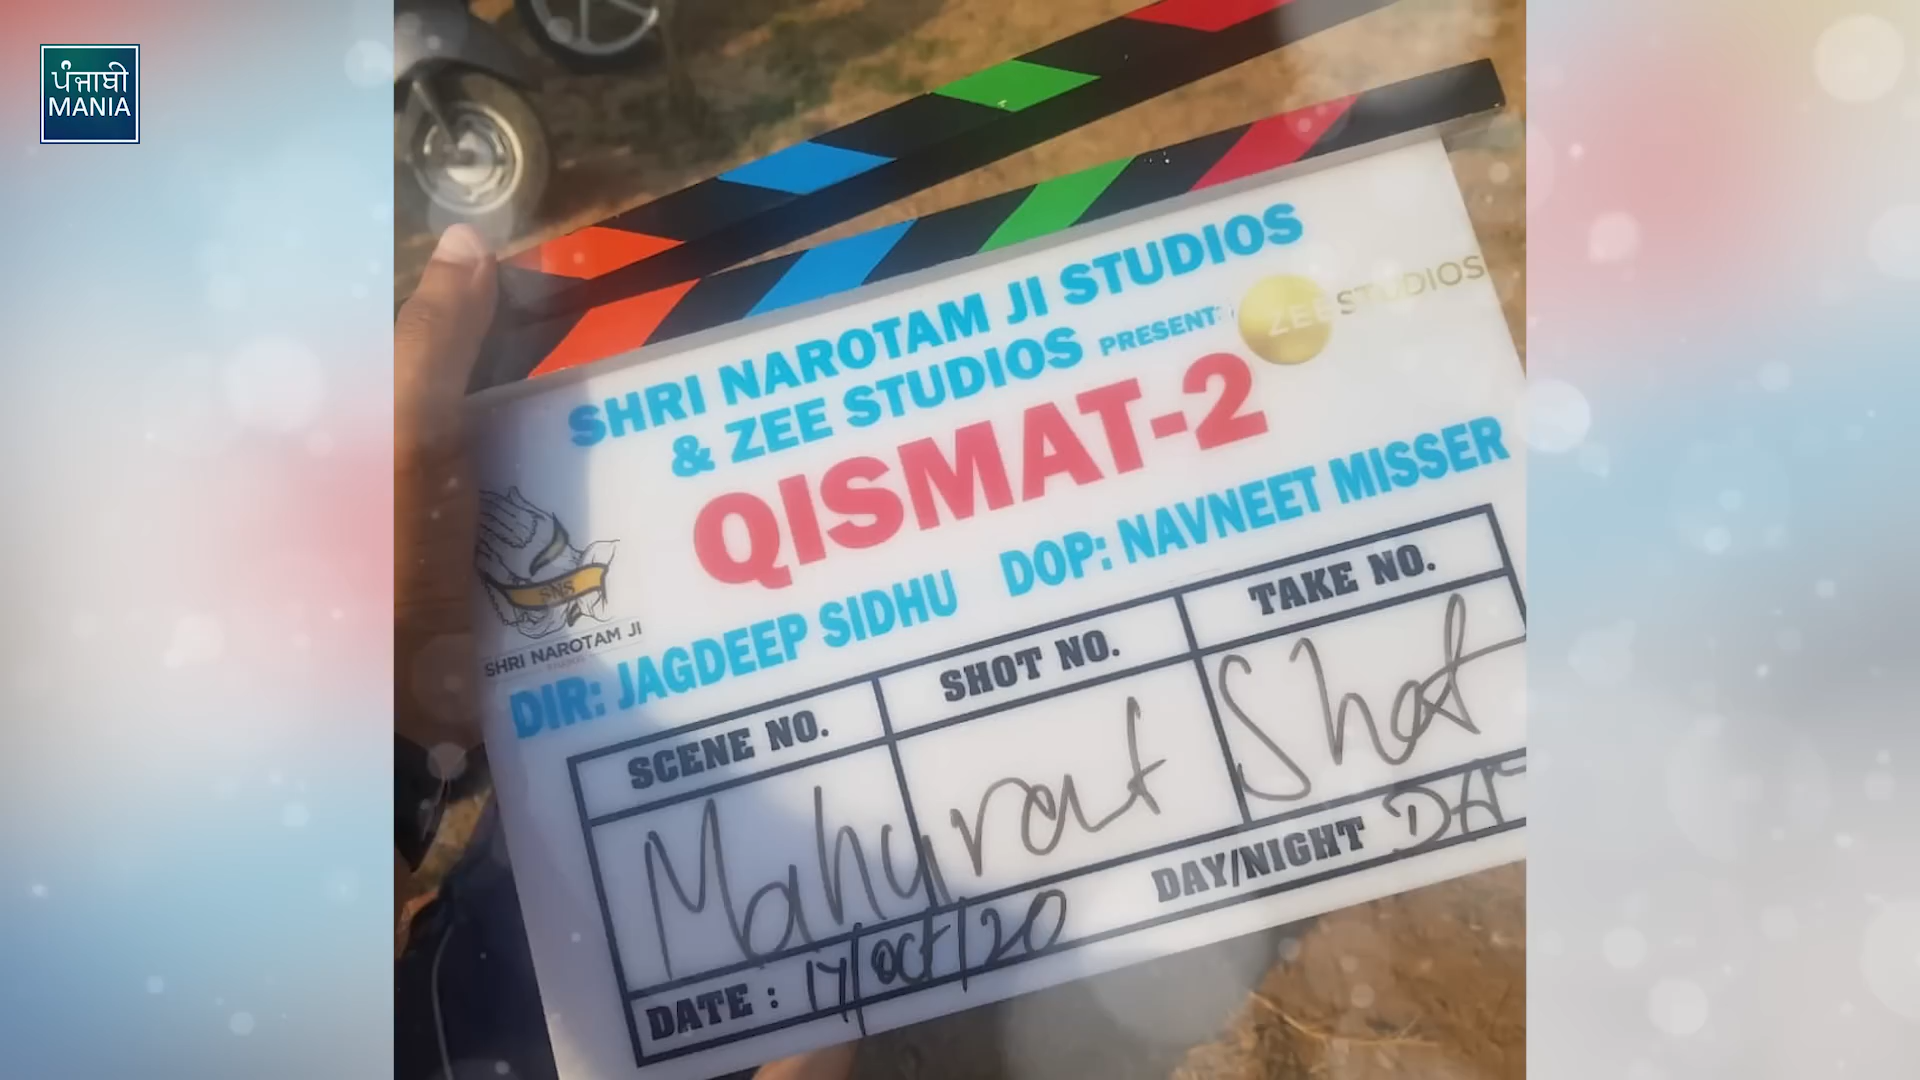 ਪੰਜਾਬੀ
MANIA
SHRI NAROTAM JI STUDIOS
& ZEE STUDIOS PRESENT
ZEE STUDIOS
QISMAT-2
SNS
SHRI NAROTAM JI
DIR: JAGDEEP SIDHU DOP: NAVNEET MISSER
SCENE NO. SHOT NO. TAKE NO.
Mahurat Shot
DATE : 17/oct/20 DAY/NIGHT